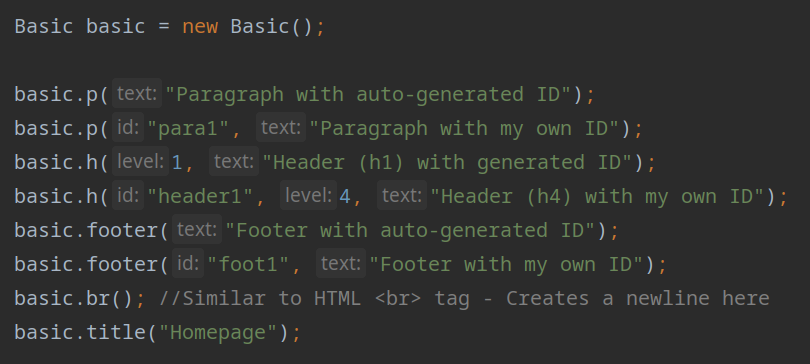 Basic basic = new Basic();
basic.p( text: "Paragraph with auto-generated ID");
basic.p( id: "para1", text: "Paragraph with my own ID");
basic.h( level: 1, text: "Header (h1) with generated ID");
basic.h( id: "header1", level: 4, text: "Header (h4) with my own ID");
basic.footer( text: "Footer with auto-generated ID");
basic.footer( id: "foot1", text: "Footer with my own ID");
basic.br(); //Similar to HTML <br> tag - Creates a newline here
basic.title("Homepage");